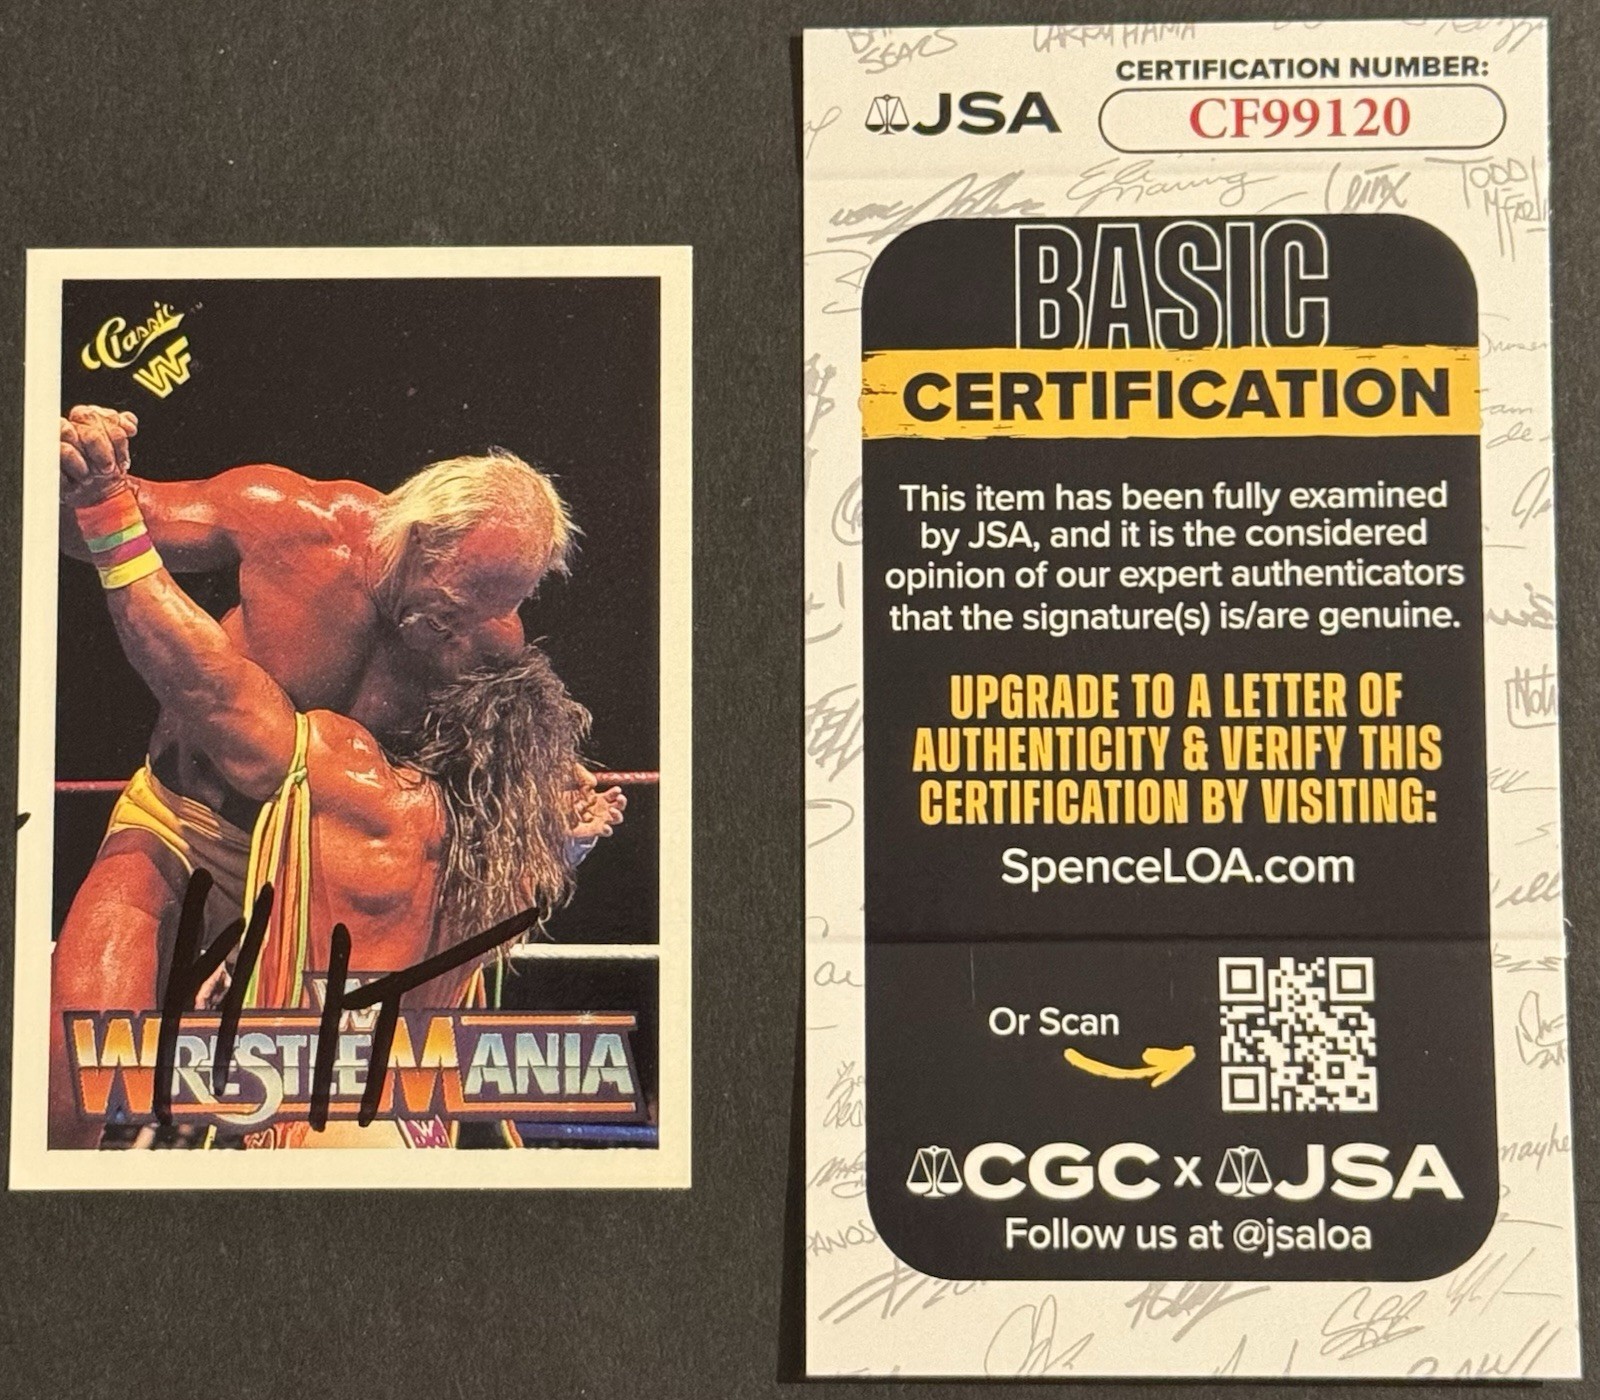 Classic
WF
W
WRESTLEMANIA
JSA
CERTIFICATION NUMBER:
CF99120
BASIC
CERTIFICATION
This item has been fully examined
by JSA, and it is the considered
opinion of our expert authenticators
that the signature(s) is/are genuine.
UPGRADE TO A LETTER OF
AUTHENTICITY & VERIFY THIS
CERTIFICATION BY VISITING:
SpenceLOA.com
Or Scan
CGC x JSA
Follow us at @jsaloa